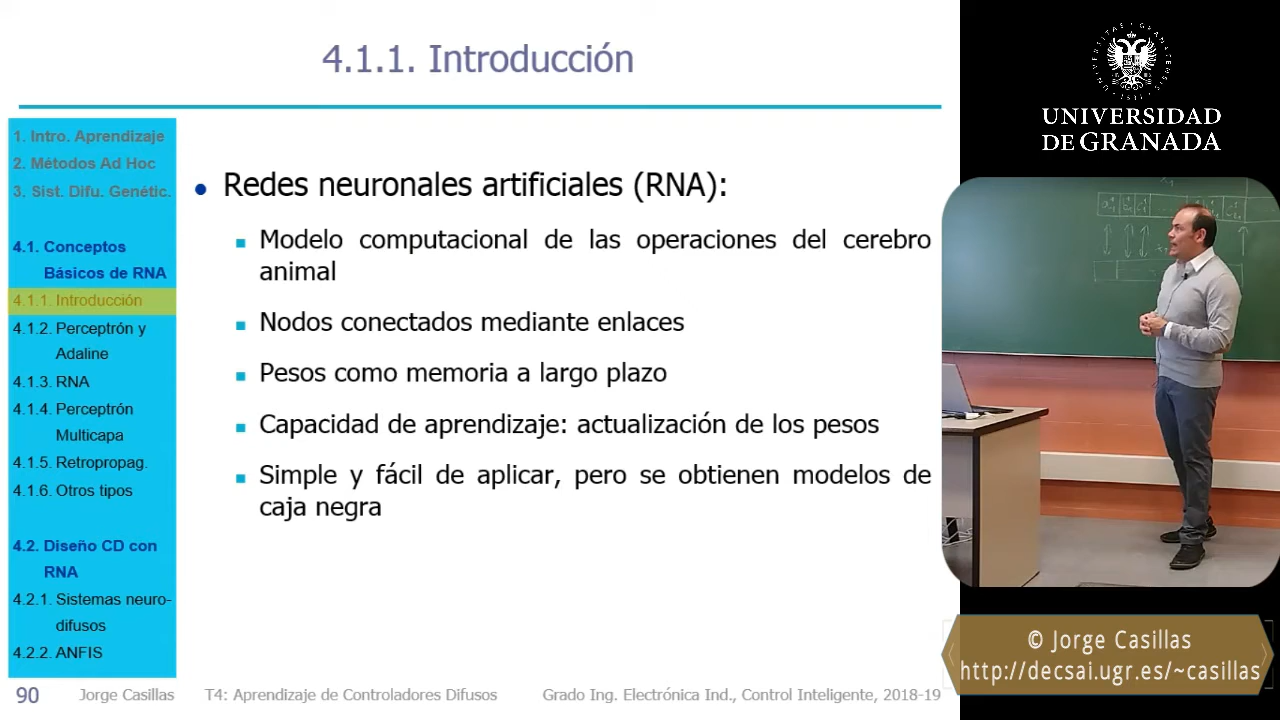 4.1.1. Introducción
1. Intro. Aprendizaje
2. Métodos Ad Hoc
3. Sist. Difu. Genétic.
4.1. Conceptos
Básicos de RNA
4.1.1. Introducción
4.1.2. Perceptrón y
Adaline
4.1.3. RNA
4.1.4. Perceptrón
Multicapa
4.1.5. Retropropag.
4.1.6. Otros tipos
4.2. Diseño CD con
RNA
4.2.1. Sistemas neuro-
difusos
4.2.2. ANFIS
Redes neuronales artificiales (RNA):
Modelo computacional de las operaciones del cerebro
animal
Nodos conectados mediante enlaces
Pesos como memoria a largo plazo
Capacidad de aprendizaje: actualización de los pesos
Simple y fácil de aplicar, pero se obtienen modelos de
caja negra
90 Jorge Casillas T4: Aprendizaje de Controladores Difusos Grado Ing. Electrónica Ind., Control Inteligente, 2018-19
UNIVERSIDAD
DE GRANADA
© Jorge Casillas
http://decsai.ugr.es/~casillas